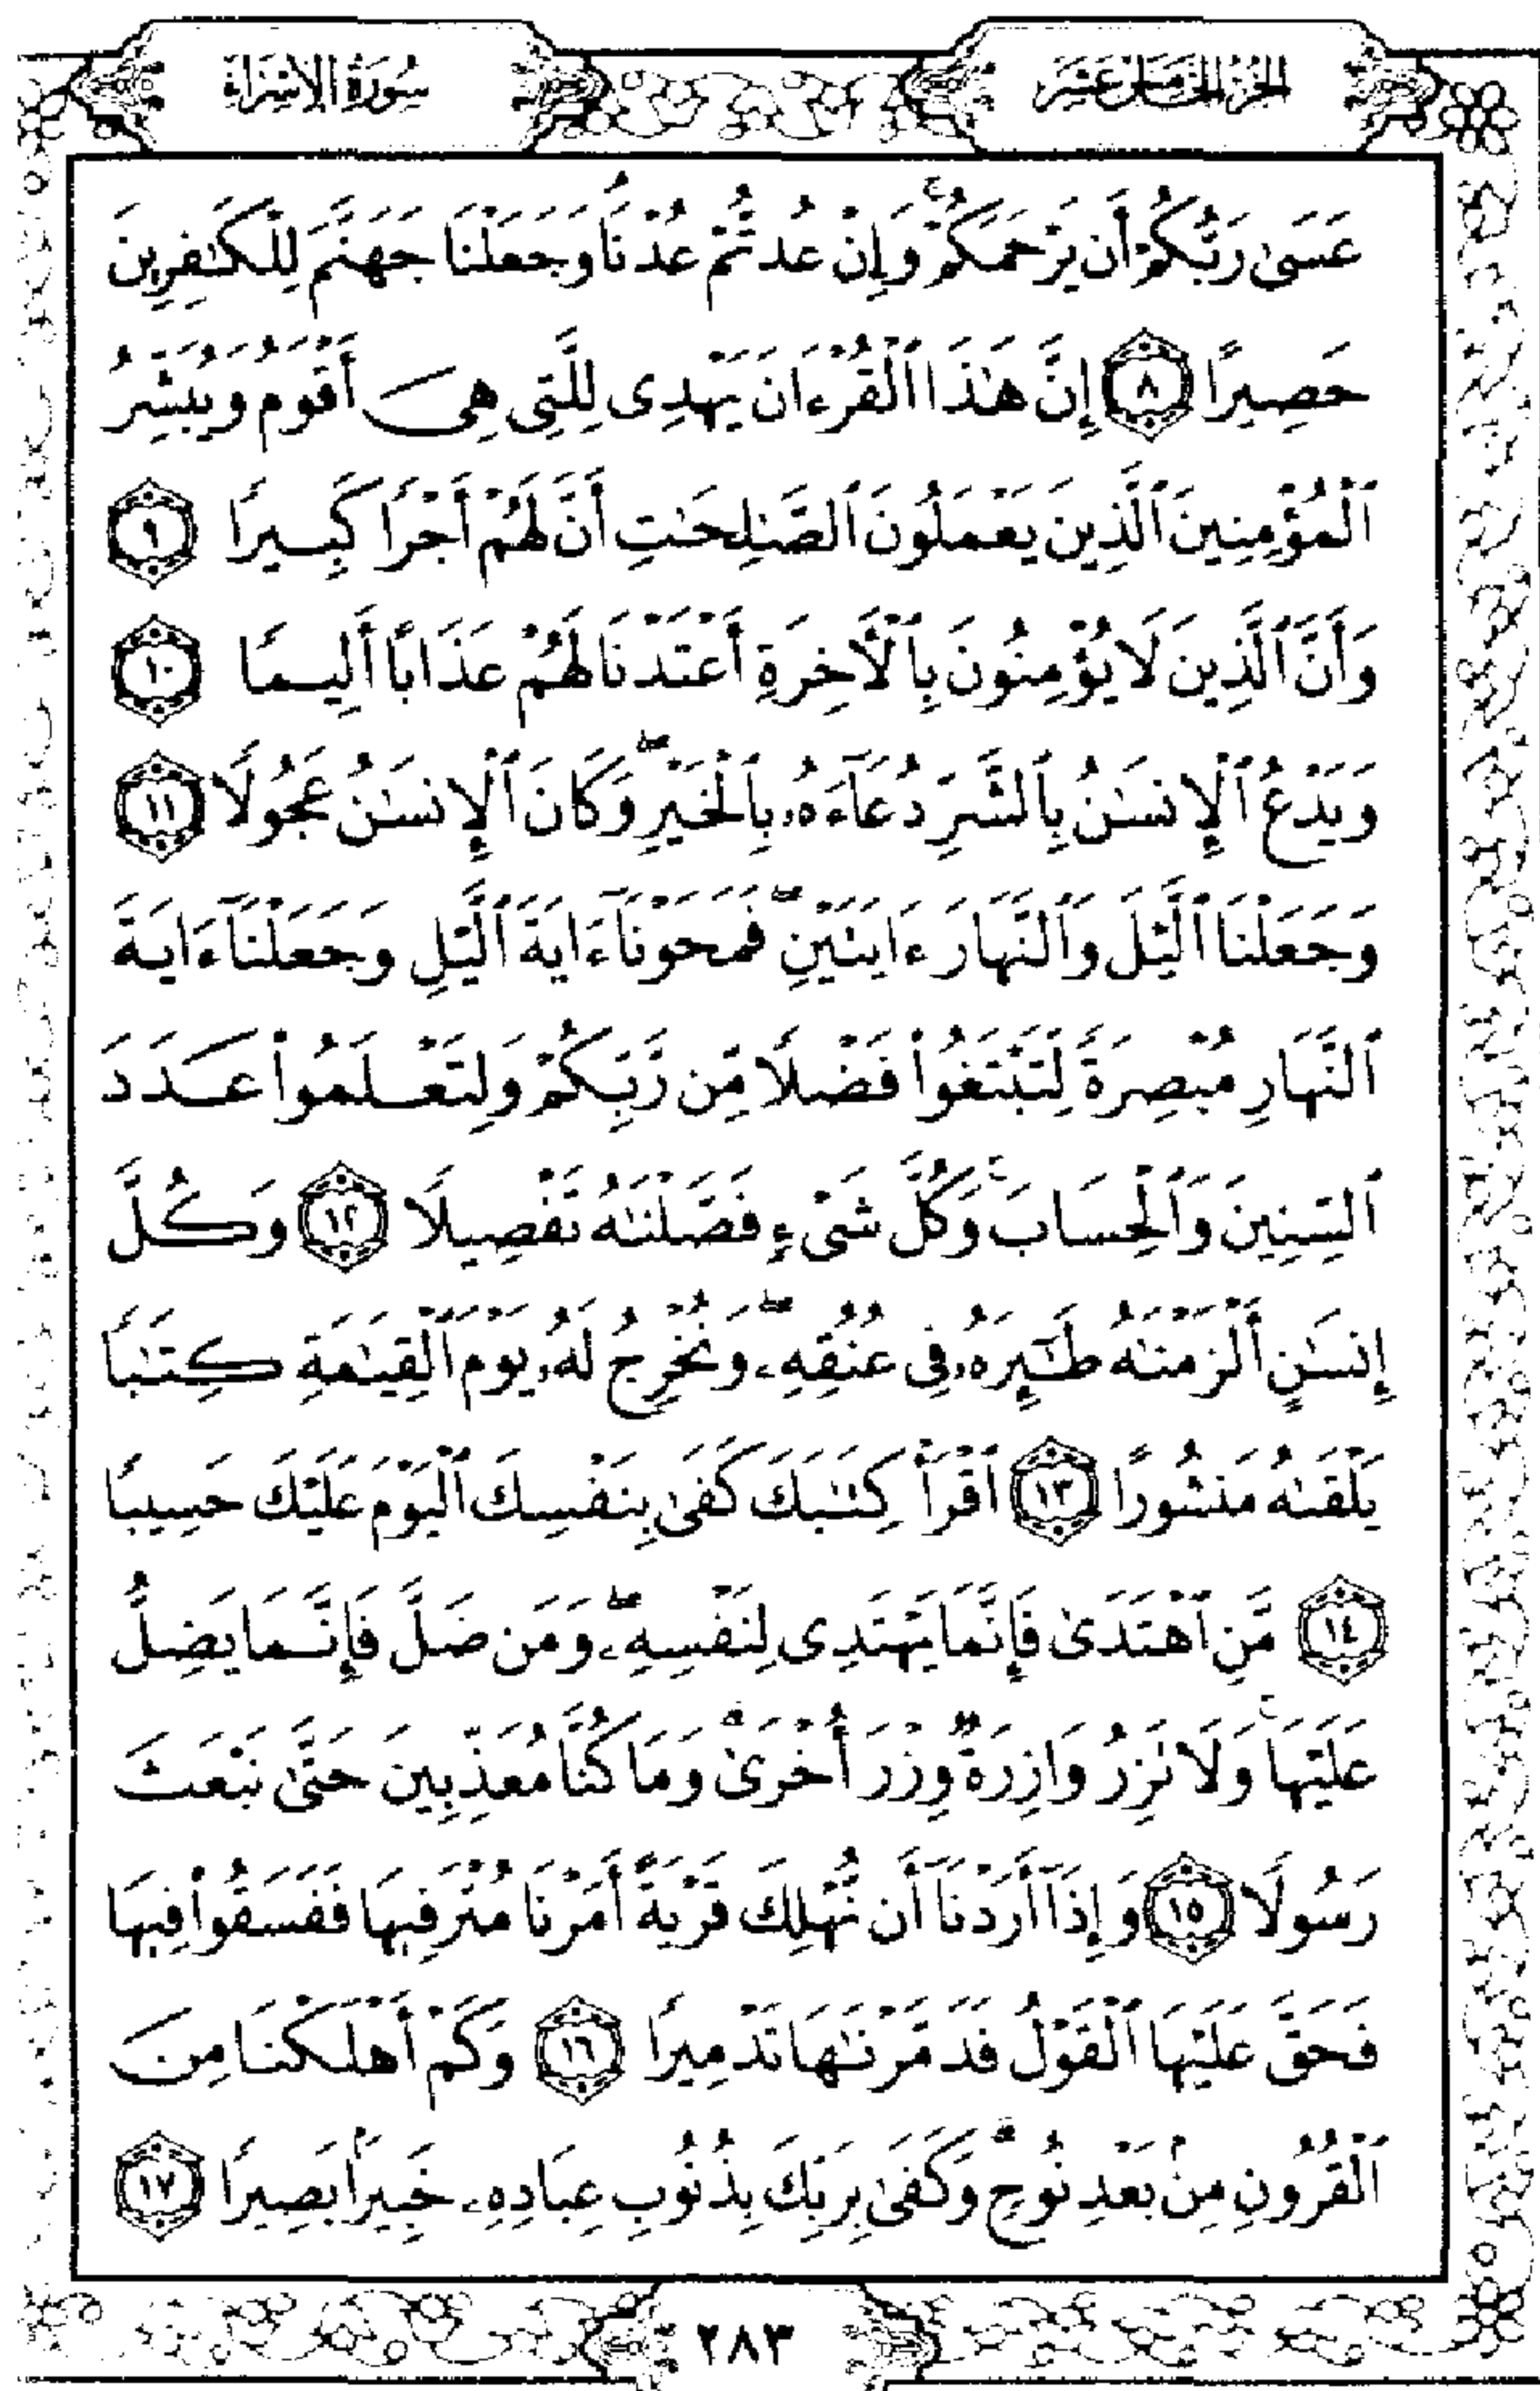 الجزء الخامس عشر
سورة الإسراء
عَسَىٰ رَبُّكُمْ أَن يَرْحَمَكُمْ ۚ وَإِنْ عُدتُّمْ عُدْنَا ۘ وَجَعَلْنَا جَهَنَّمَ لِلْكَٰفِرِينَ
حَصِيرًا ٨ إِنَّ هَٰذَا ٱلْقُرْءَانَ يَهْدِى لِلَّتِى هِىَ أَقْوَمُ وَيُبَشِّرُ
ٱلْمُؤْمِنِينَ ٱلَّذِينَ يَعْمَلُونَ ٱلصَّٰلِحَٰتِ أَنَّ لَهُمْ أَجْرًا كَبِيرًا ٩
وَأَنَّ ٱلَّذِينَ لَا يُؤْمِنُونَ بِٱلْأَخِرَةِ أَعْتَدْنَا لَهُمْ عَذَابًا أَلِيمًا ١٠
وَيَدْعُ ٱلْإِنسَٰنُ بِٱلشَّرِّ دُعَآءَهُۥ بِٱلْخَيْرِ ۖ وَكَانَ ٱلْإِنسَٰنُ عَجُولًا ١١
وَجَعَلْنَا ٱلَّيْلَ وَٱلنَّهَارَ ءَايَتَيْنِ ۖ فَمَحَوْنَآ ءَايَةَ ٱلَّيْلِ وَجَعَلْنَآ ءَايَةَ
ٱلنَّهَارِ مُبْصِرَةً لِّتَبْتَغُوا۟ فَضْلًا مِّن رَّبِّكُمْ وَلِتَعْلَمُوا۟ عَدَدَ
ٱلسِّنِينَ وَٱلْحِسَابَ ۚ وَكُلَّ شَىْءٍ فَصَّلْنَٰهُ تَفْصِيلًا ١٢ وَكُلَّ
إِنسَٰنٍ أَلْزَمْنَٰهُ طَٰٓئِرَهُۥ فِى عُنُقِهِۦ ۖ وَنُخْرِجُ لَهُۥ يَوْمَ ٱلْقِيَٰمَةِ كِتَٰبًا
يَلْقَىٰهُ مَنشُورًا ١٣ ٱقْرَأْ كِتَٰبَكَ كَفَىٰ بِنَفْسِكَ ٱلْيَوْمَ عَلَيْكَ حَسِيبًا
١٤ مَّنِ ٱهْتَدَىٰ فَإِنَّمَا يَهْتَدِى لِنَفْسِهِۦ ۖ وَمَن ضَلَّ فَإِنَّمَا يَضِلُّ
عَلَيْهَا ۚ وَلَا تَزِرُ وَازِرَةٌ وِزْرَ أُخْرَىٰ ۗ وَمَا كُنَّا مُعَذِّبِينَ حَتَّىٰ نَبْعَثَ
رَسُولًا ١٥ وَإِذَآ أَرَدْنَآ أَن نُّهْلِكَ قَرْيَةً أَمَرْنَا مُتْرَفِيهَا فَفَسَقُوا۟ فِيهَا
فَحَقَّ عَلَيْهَا ٱلْقَوْلُ فَدَمَّرْنَٰهَا تَدْمِيرًا ١٦ وَكَمْ أَهْلَكْنَا مِنَ
ٱلْقُرُونِ مِنۢ بَعْدِ نُوحٍ ۗ وَكَفَىٰ بِرَبِّكَ بِذُنُوبِ عِبَادِهِۦ خَبِيرًۢا بَصِيرًا ١٧
٢٨٣